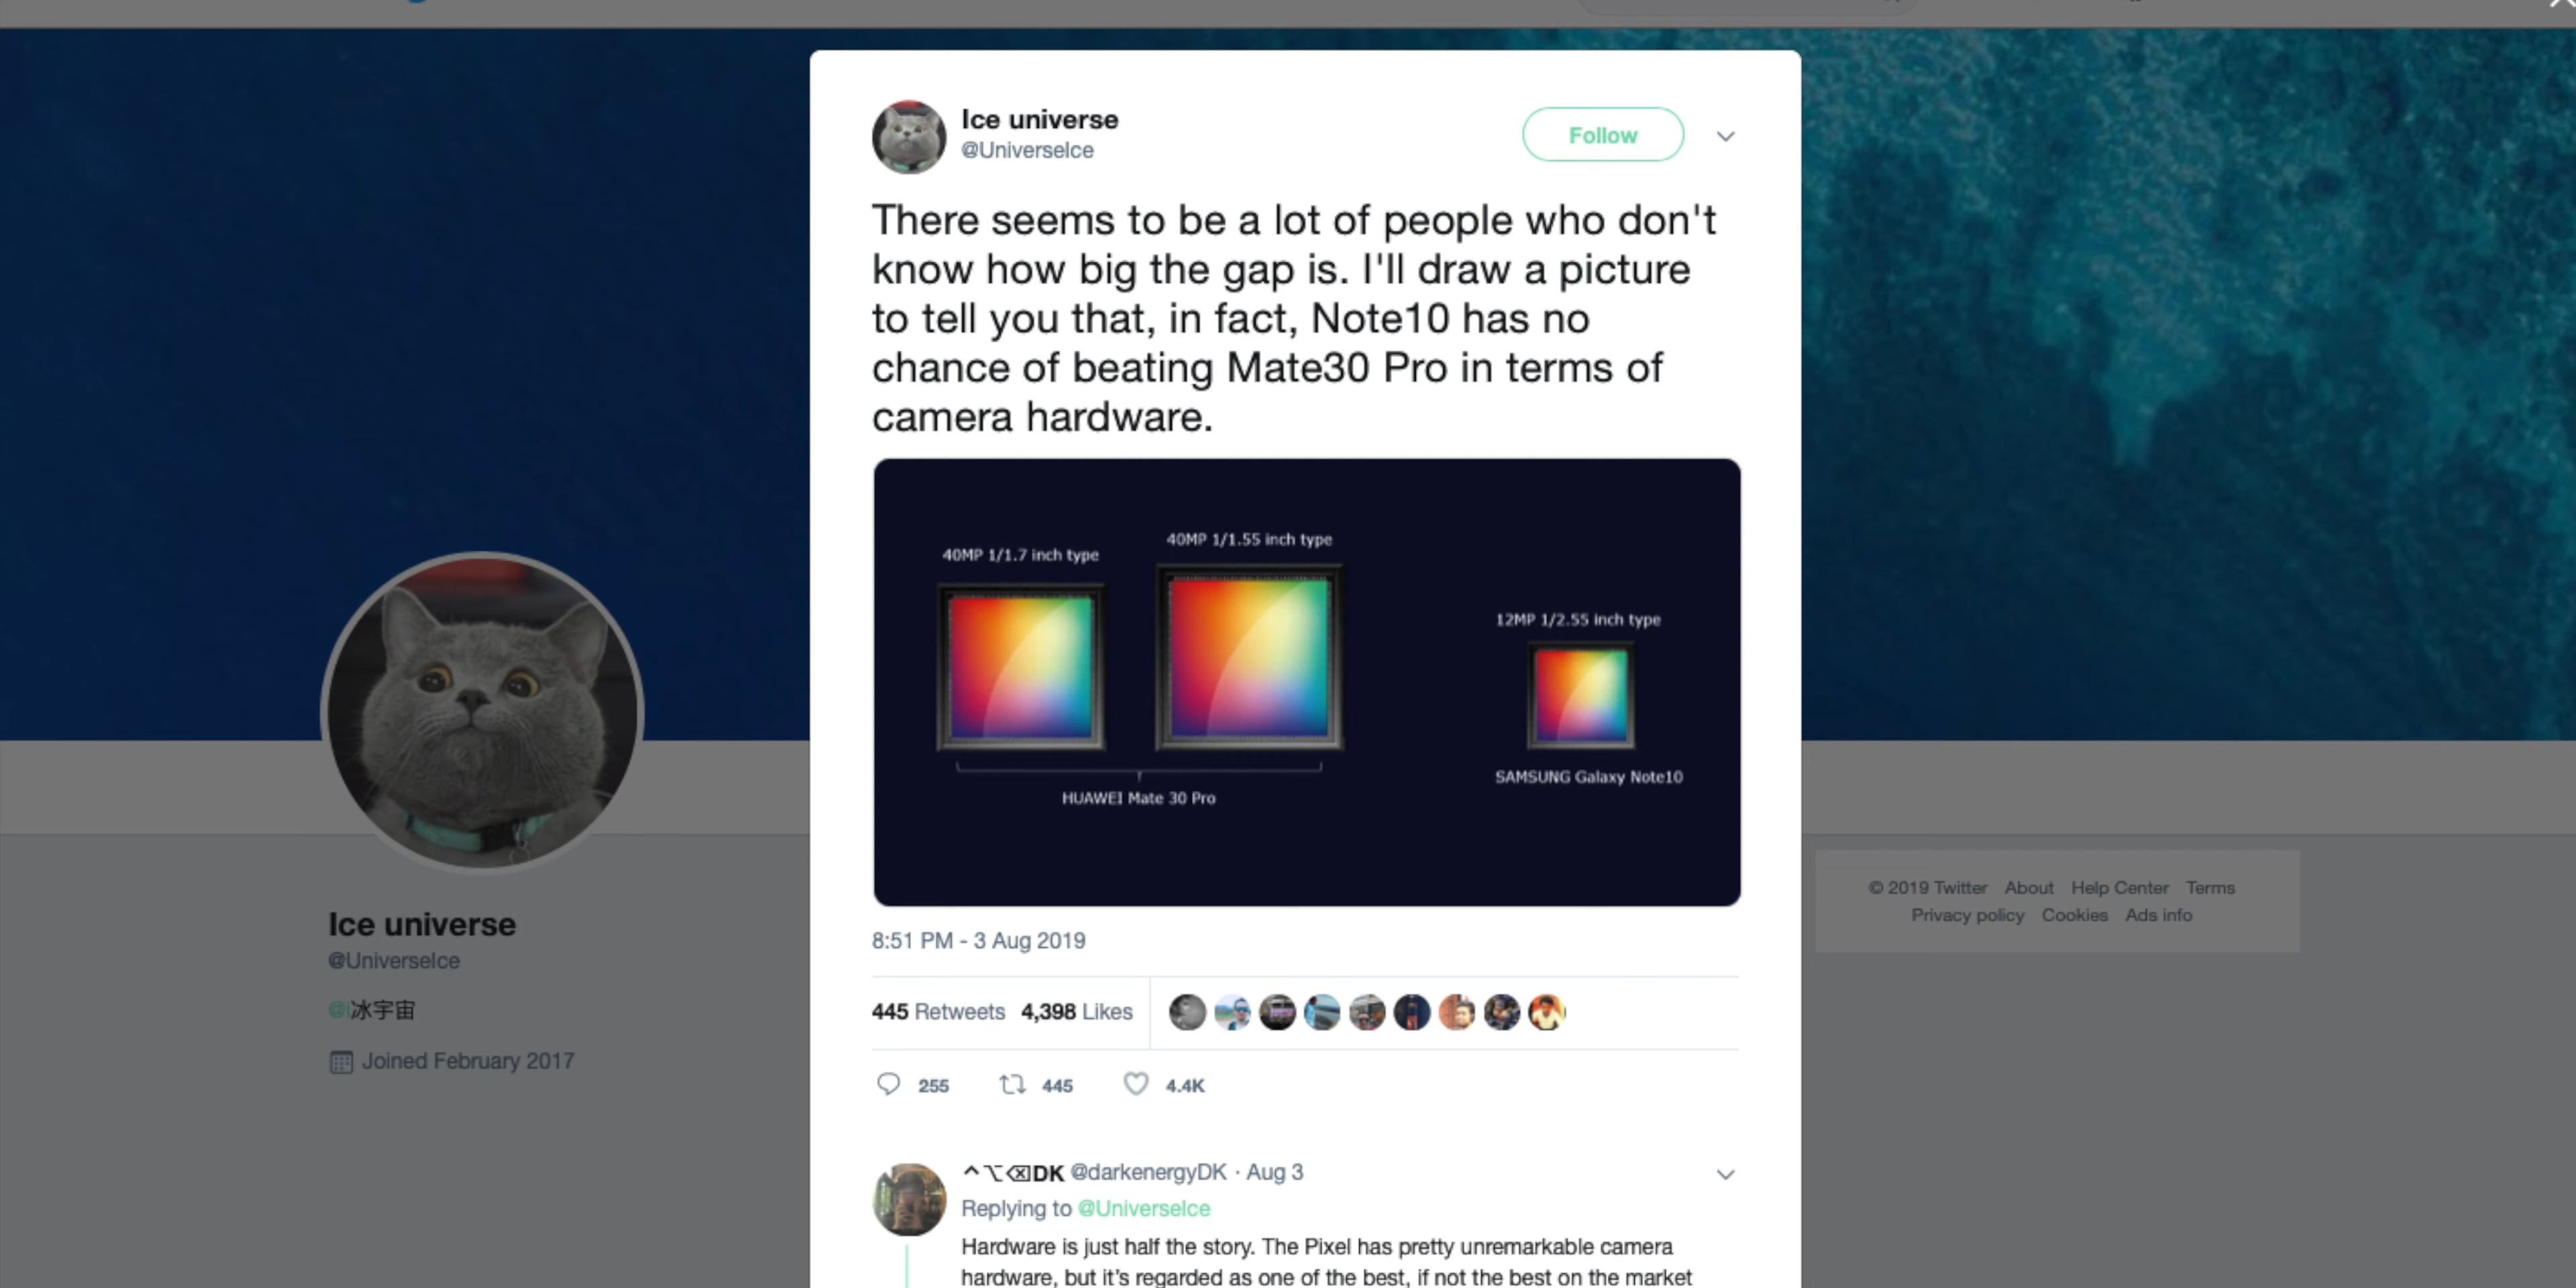 Ice universe
@UniverseIce
Follow
There seems to be a lot of people who don't
know how big the gap is. I'll draw a picture
to tell you that, in fact, Note10 has no
chance of beating Mate30 Pro in terms of
camera hardware.
40MP 1/1.7 inch type
40MP 1/1.55 inch type
12MP 1/2.55 inch type
HUAWEI Mate 30 Pro
SAMSUNG Galaxy Note10
8:51 PM - 3 Aug 2019
445 Retweets 4,398 Likes
255 445 4.4K
^⌥⌫DK @darkenergyDK · Aug 3
Replying to @UniverseIce
Hardware is just half the story. The Pixel has pretty unremarkable camera
hardware, but it's regarded as one of the best, if not the best on the market
Ice universe
@UniverseIce
@i冰宇宙
Joined February 2017
© 2019 Twitter About Help Center Terms
Privacy policy Cookies Ads info